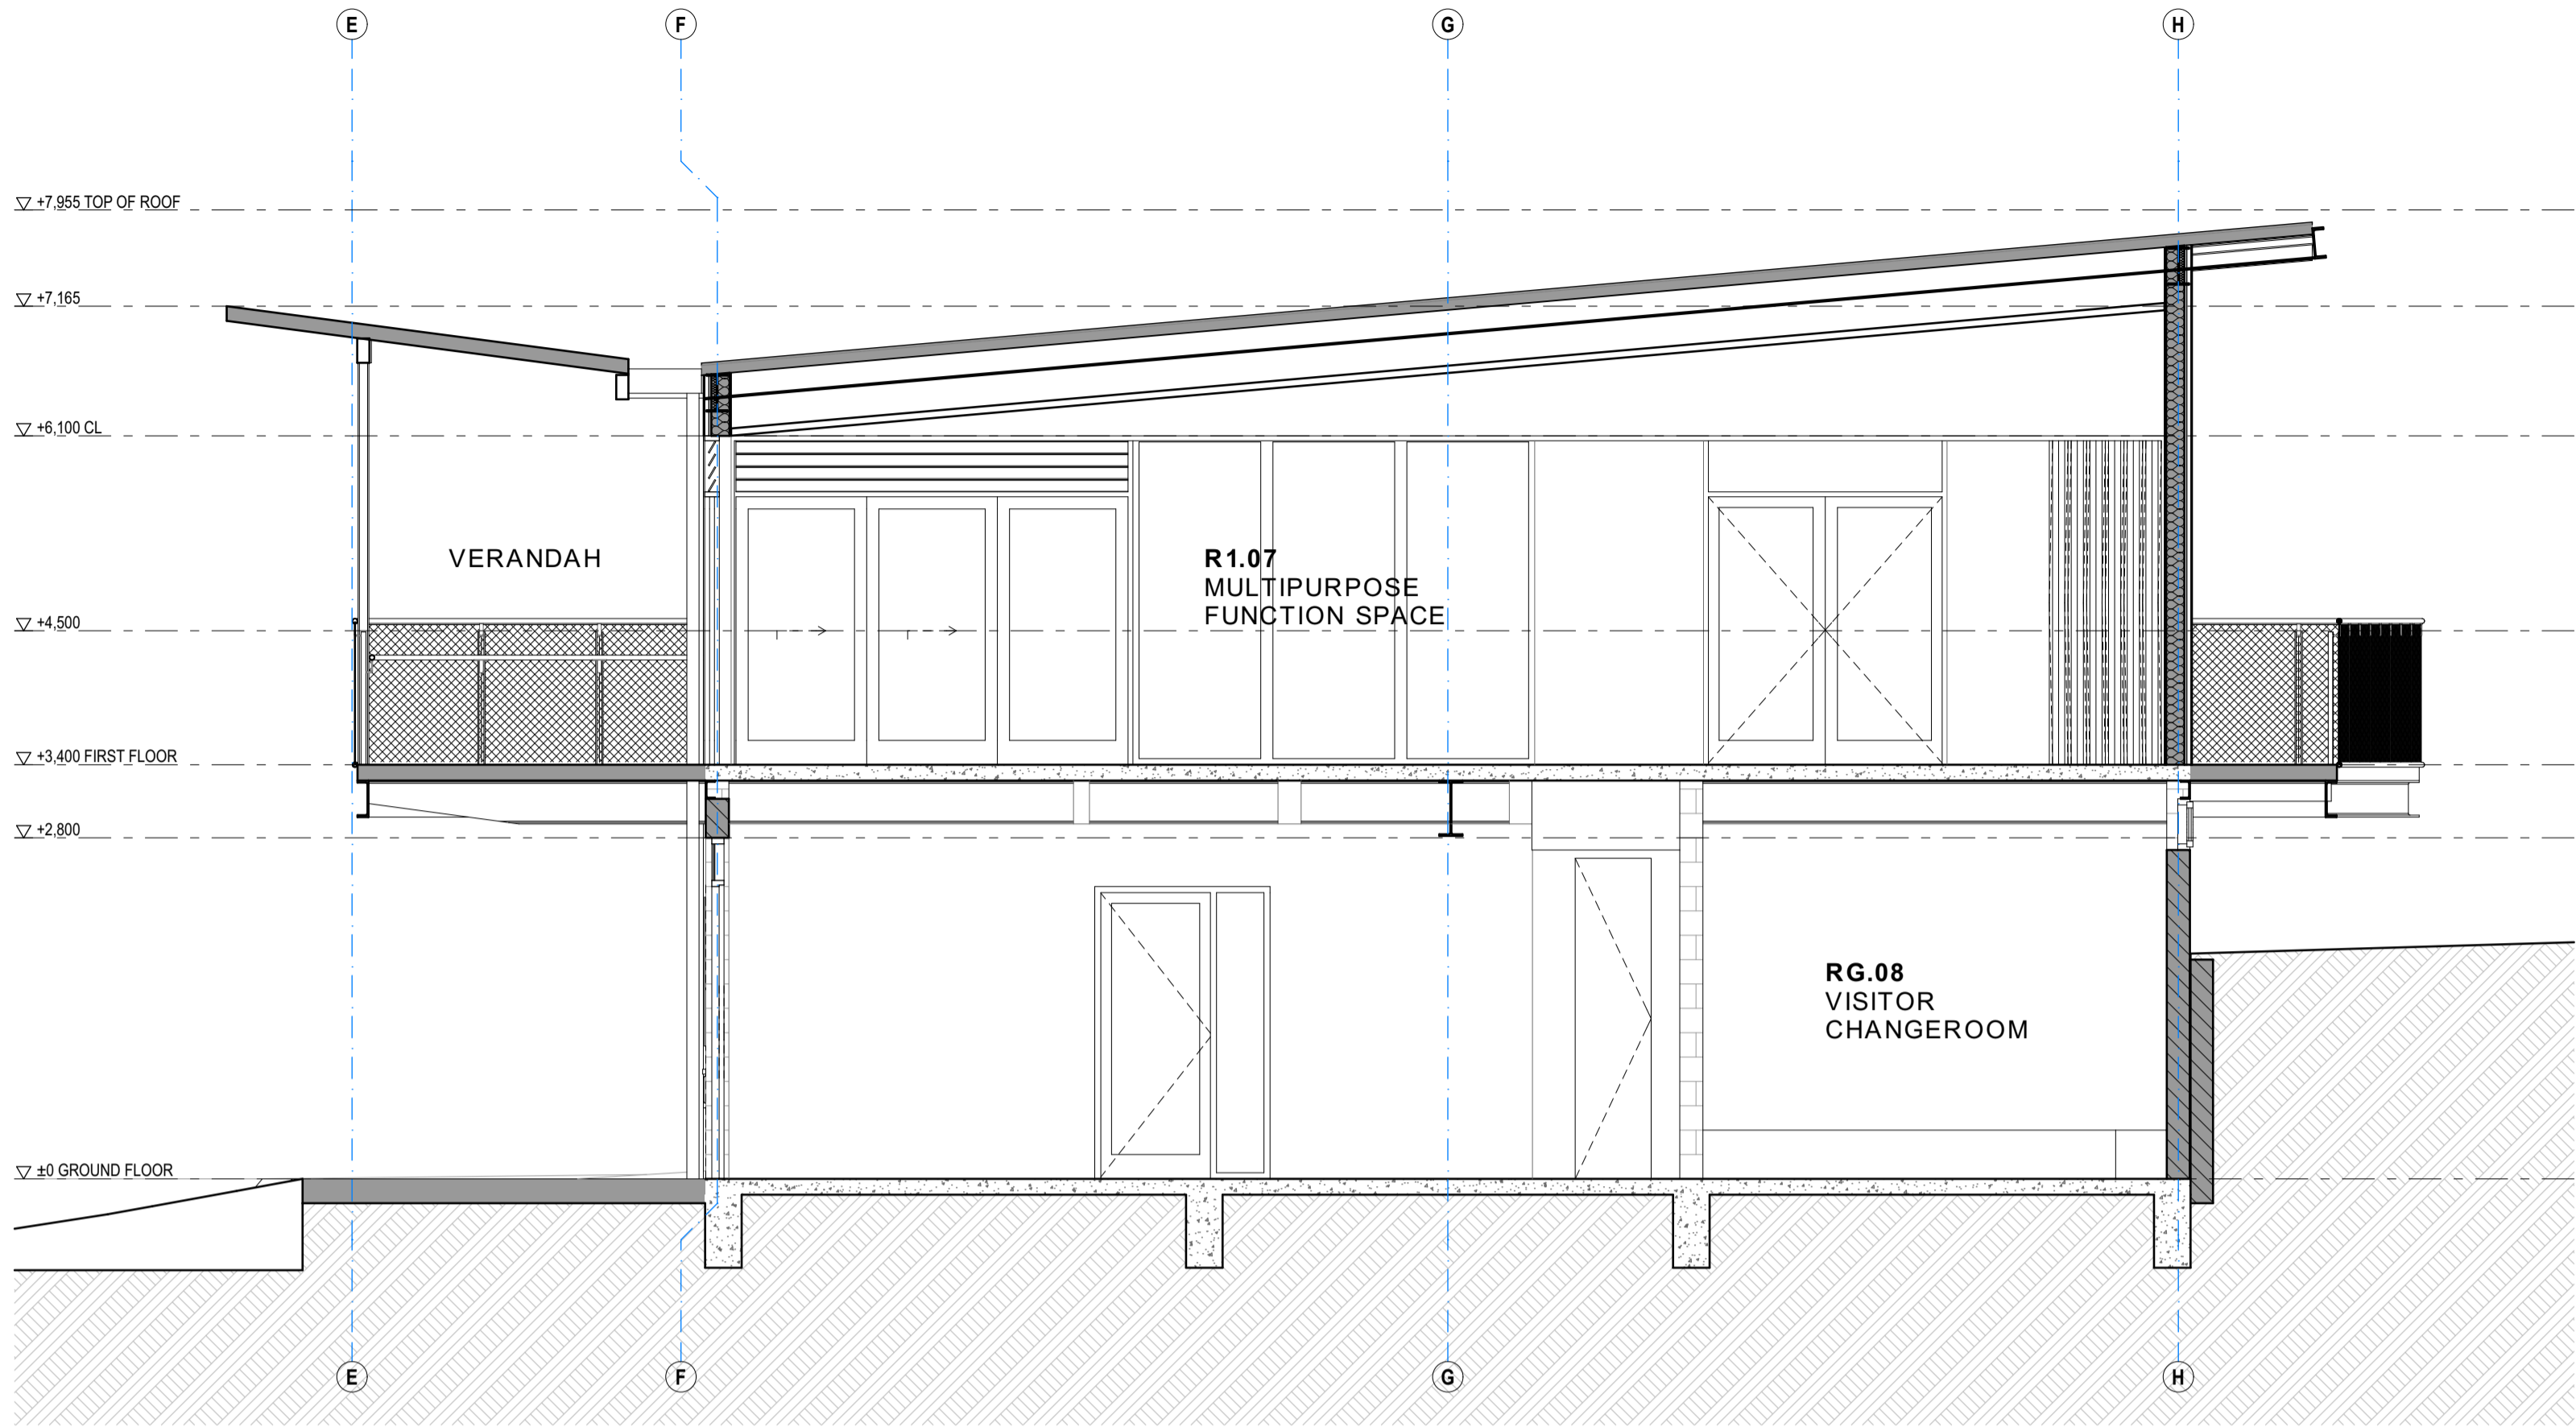 E
F
G
H
+7,955 TOP OF ROOF
+7,165
+6,100 CL
VERANDAH
R1.07
MULTIPURPOSE
FUNCTION SPACE
+4,500
+3,400 FIRST FLOOR
+2,800
RG.08
VISITOR
CHANGEROOM
±0 GROUND FLOOR
E
F
G
H